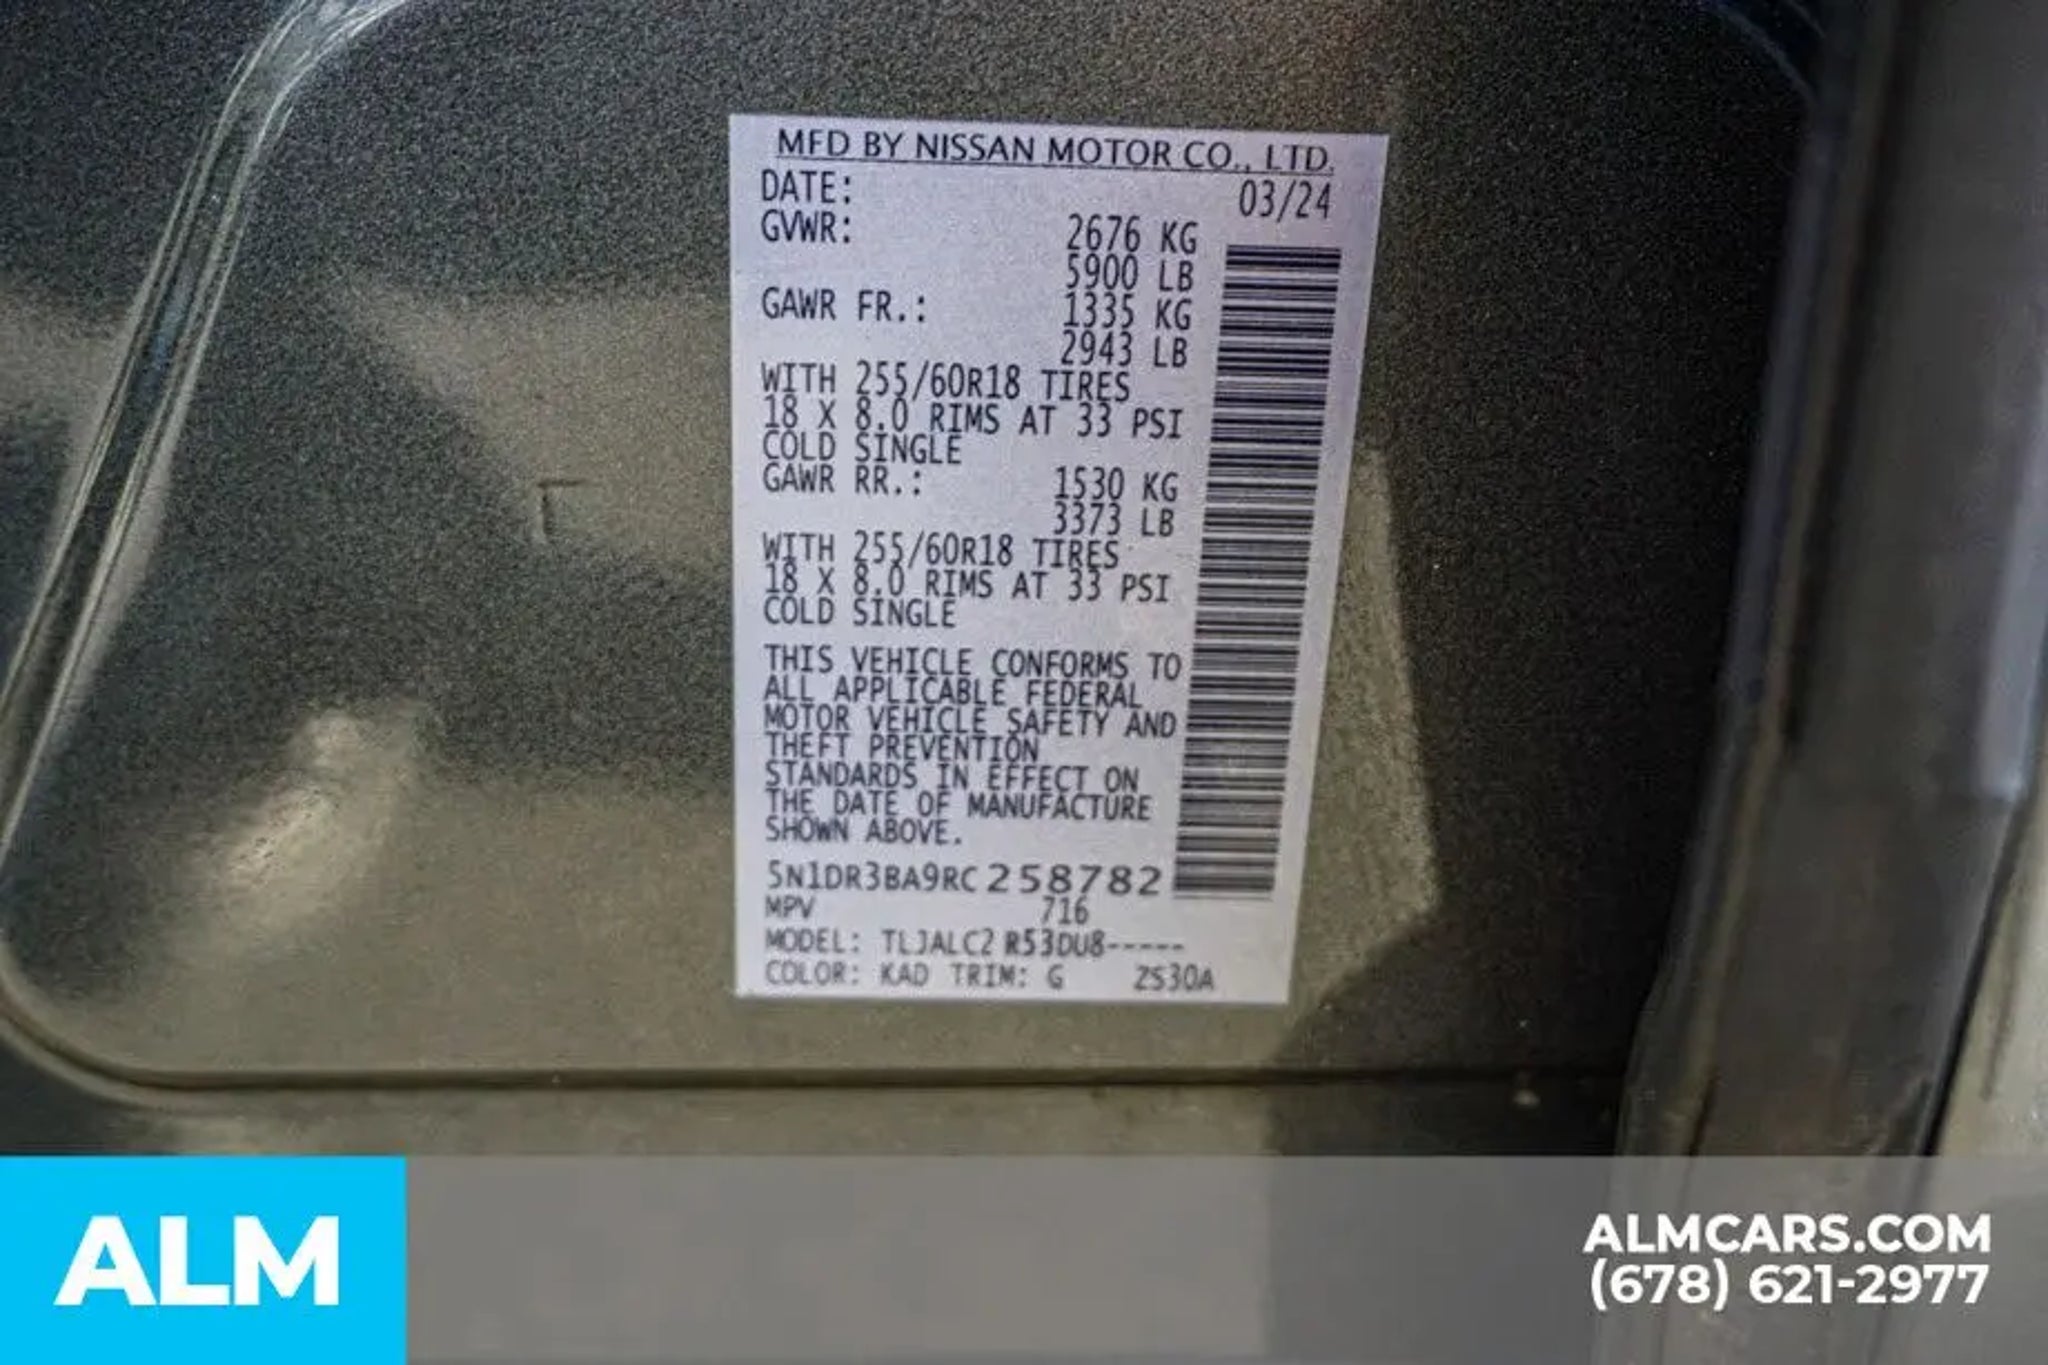 MFD BY NISSAN MOTOR CO., LTD.
DATE: 03/24
GVWR: 2676 KG
5900 LB
GAWR FR.: 1335 KG
2943 LB
WITH 255/60R18 TIRES
18 X 8.0 RIMS AT 33 PSI
COLD SINGLE
GAWR RR.: 1530 KG
3373 LB
WITH 255/60R18 TIRES
18 X 8.0 RIMS AT 33 PSI
COLD SINGLE
THIS VEHICLE CONFORMS TO
ALL APPLICABLE FEDERAL
MOTOR VEHICLE SAFETY AND
THEFT PREVENTION
STANDARDS IN EFFECT ON
THE DATE OF MANUFACTURE
SHOWN ABOVE.
5N1DR3BA9RC258782
MPV 716
MODEL: TLJALC2 R53DU8-----
COLOR: KAD TRIM: G ZS30A
ALM
ALMCARS.COM
(678) 621-2977